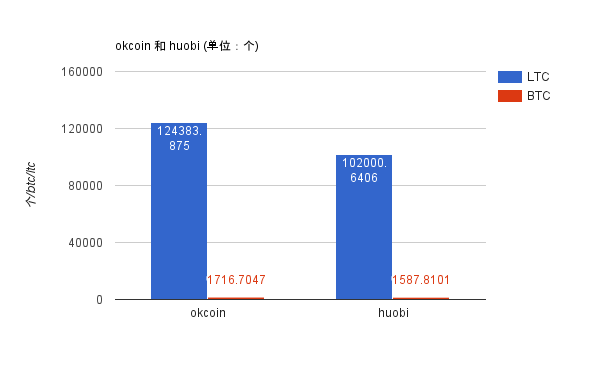 okcoin 和 huobi (单位：个)
160000
120000
80000
40000
0
个/btc/ltc
124383.
875
1716.7047
102000.
6406
1587.8101
okcoin
huobi
LTC
BTC